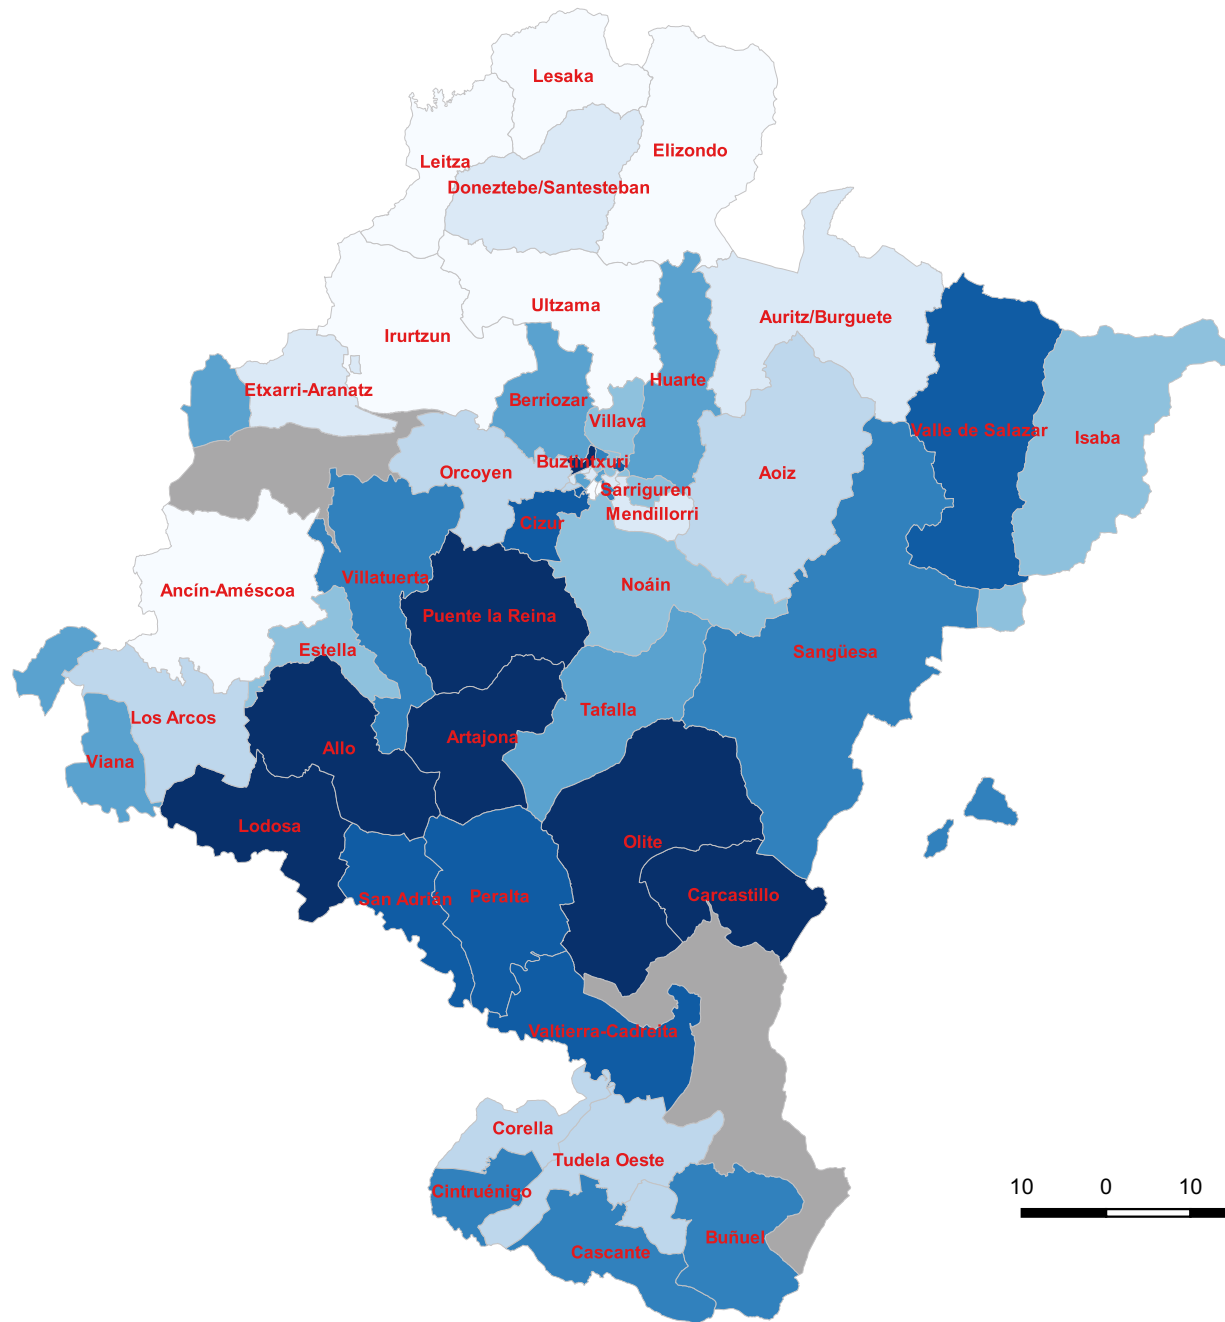 Lesaka
Elizondo
Leitza
Doneztebe/Santesteban
Ultzama
Auritz/Burguete
Irurtzun
Huarte
Etxarri-Aranatz
Berriozar
Villava
Valle de Salazar
Isaba
Buztintxuri
Orcoyen
Aoiz
Sarriguren
Mendillorri
Cizur
Villatuerta
Noáin
Ancín-Améscoa
Puente la Reina
Estella
Sangüesa
Tafalla
Los Arcos
Artajona
Allo
Viana
Lodosa
Olite
San Adrián
Peralta
Carcastillo
Valtierra-Cadreita
Corella
Tudela Oeste
Cintruénigo
10 0 10
Buñuel
Cascante